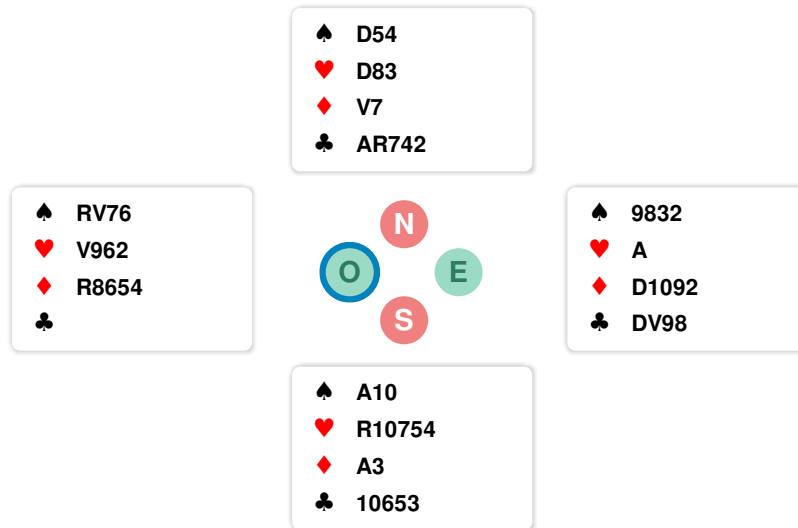 ♠ D54
♥ D83
♦ V7
♣ AR742
♠ RV76
♥ V962
♦ R8654
♣
N
O
E
S
♠ 9832
♥ A
♦ D1092
♣ DV98
♠ A10
♥ R10754
♦ A3
♣ 10653